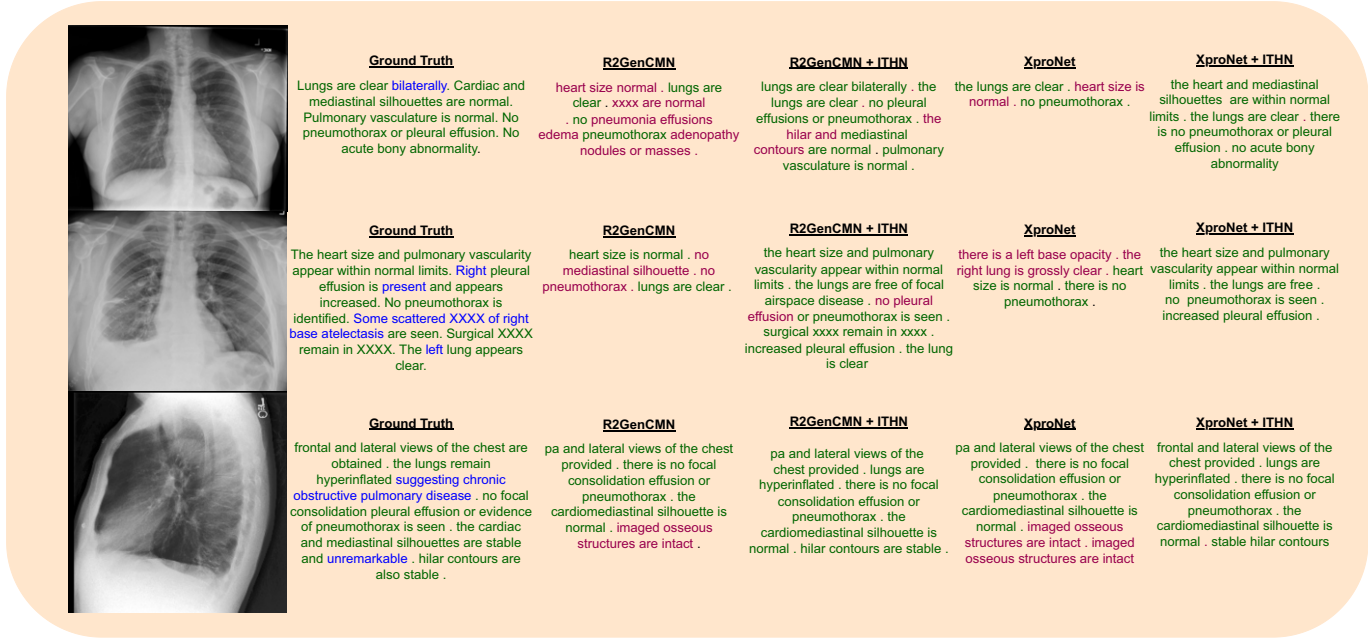 Ground Truth
Lungs are clear bilaterally. Cardiac and
mediastinal silhouettes are normal.
Pulmonary vasculature is normal. No
pneumothorax or pleural effusion. No
acute bony abnormality.
R2GenCMN
heart size normal . lungs are
clear . xxxx are normal
. no pneumonia effusions
edema pneumothorax adenopathy
nodules or masses .
R2GenCMN + ITHN
lungs are clear bilaterally . the
lungs are clear . no pleural
effusions or pneumothorax . the
hilar and mediastinal
contours are normal . pulmonary
vasculature is normal .
XproNet
the lungs are clear . heart size is
normal . no pneumothorax .
XproNet + ITHN
the heart and mediastinal
silhouettes are within normal
limits . the lungs are clear . there
is no pneumothorax or pleural
effusion . no acute bony
abnormality
Ground Truth
The heart size and pulmonary vascularity
appear within normal limits. Right pleural
effusion is present and appears
increased. No pneumothorax is
identified. Some scattered XXXX of right
base atelectasis are seen. Surgical XXXX
remain in XXXX. The left lung appears
clear.
R2GenCMN
heart size is normal . no
mediastinal silhouette . no
pneumothorax . lungs are clear .
R2GenCMN + ITHN
the heart size and pulmonary
vascularity appear within normal
limits . the lungs are free of focal
airspace disease . no pleural
effusion or pneumothorax is seen .
surgical xxxx remain in xxxx .
increased pleural effusion . the lung
is clear
XproNet
there is a left base opacity . the
right lung is grossly clear . heart
size is normal . there is no
pneumothorax .
XproNet + ITHN
the heart size and pulmonary
vascularity appear within normal
limits . the lungs are free .
no pneumothorax is seen .
increased pleural effusion .
Ground Truth
frontal and lateral views of the chest are
obtained . the lungs remain
hyperinflated suggesting chronic
obstructive pulmonary disease . no focal
consolidation pleural effusion or evidence
of pneumothorax is seen . the cardiac
and mediastinal silhouettes are stable
and unremarkable . hilar contours are
also stable .
R2GenCMN
pa and lateral views of the chest
provided . there is no focal
consolidation effusion or
pneumothorax . the
cardiomediastinal silhouette is
normal . imaged osseous
structures are intact .
R2GenCMN + ITHN
pa and lateral views of the
chest provided . lungs are
hyperinflated . there is no focal
consolidation effusion or
pneumothorax . the
cardiomediastinal silhouette is
normal . hilar contours are stable .
XproNet
pa and lateral views of the chest
provided . there is no focal
consolidation effusion or
pneumothorax . the
cardiomediastinal silhouette is
normal . imaged osseous
structures are intact . imaged
osseous structures are intact
XproNet + ITHN
frontal and lateral views of the
chest provided . lungs are
hyperinflated . there is no focal
consolidation effusion or
pneumothorax . the
cardiomediastinal silhouette is
normal . stable hilar contours